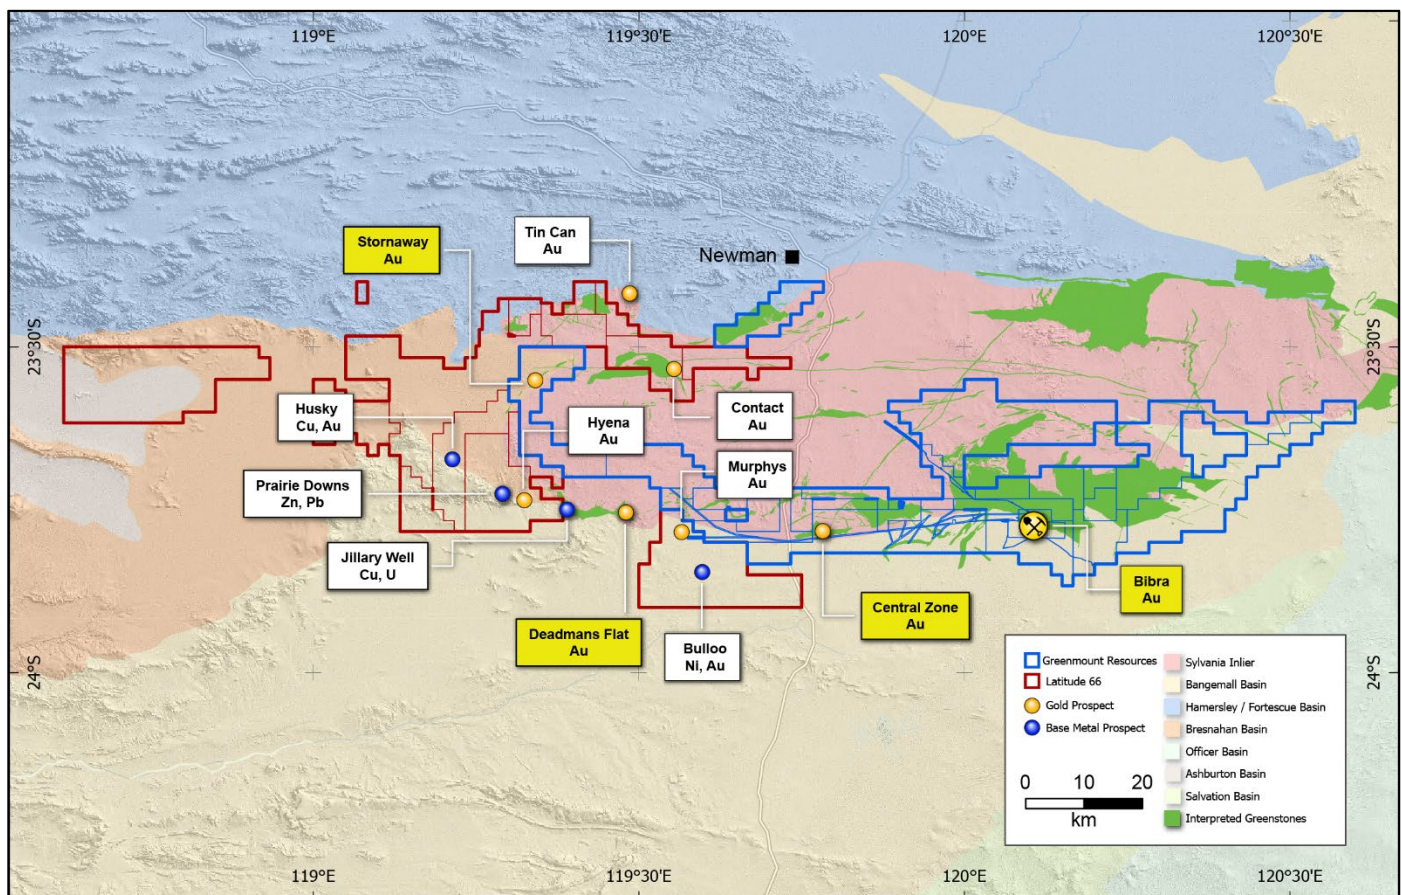 119°E
119°30'E
120°E
120°30'E
Tin Can
Au
Stornaway
Au
Newman
23°30'S
23°30'S
Husky
Cu, Au
Hyena
Au
Contact
Au
Murphys
Au
Prairie Downs
Zn, Pb
Jillary Well
Cu, U
Deadmans Flat
Au
Bulloo
Ni, Au
Central Zone
Au
Bibra
Au
24°S
24°S
Greenmount Resources
Latitude 66
Gold Prospect
Base Metal Prospect
0 10 20
km
Sylvania Inlier
Bangemall Basin
Hamersley / Fortescue Basin
Bresnahan Basin
Officer Basin
Ashburton Basin
Salvation Basin
Interpreted Greenstones
119°E
119°30'E
120°E
120°30'E